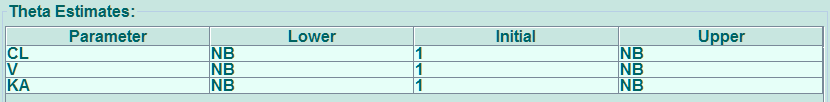 Theta Estimates:
Parameter Lower Initial Upper
CL NB 1 NB
V NB 1 NB
KA NB 1 NB